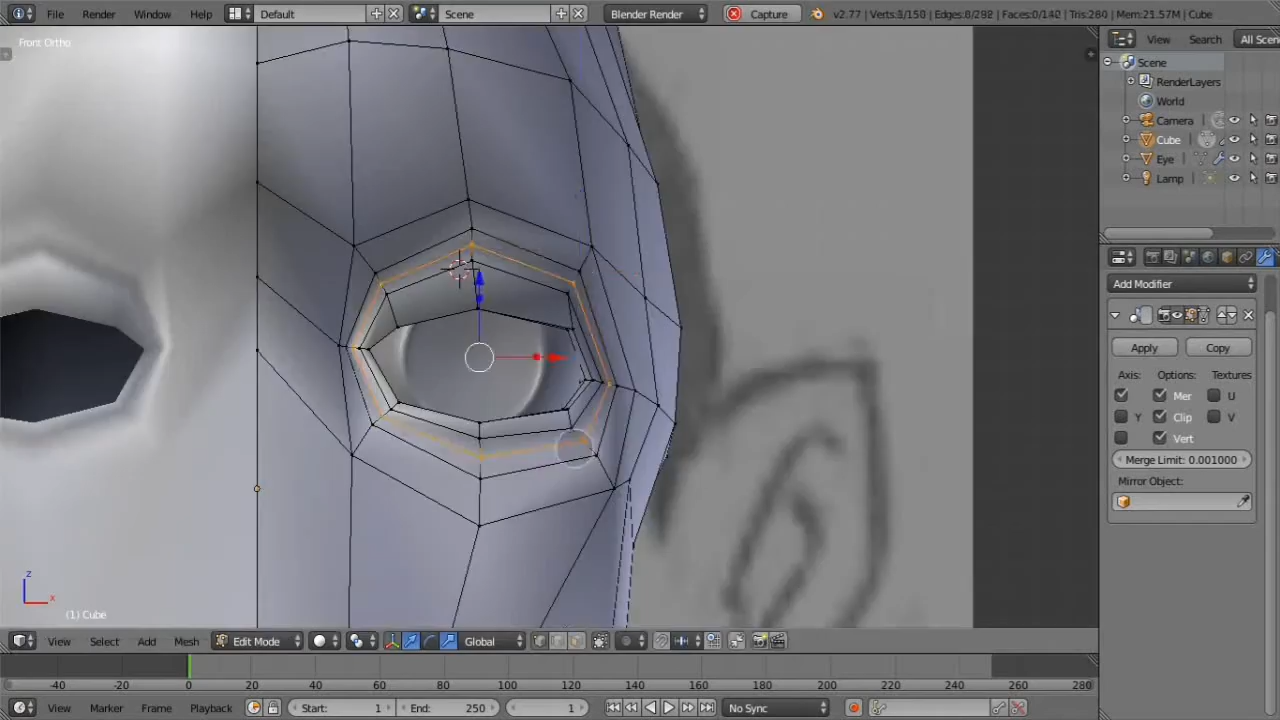 File Render Window Help Default Scene Blender Render Capture v2.77 | Verts:8/150 | Edges:8/292 | Faces:0/140 | Tris:280 | Mem:21.57M | Cube
Front Ortho
View Search All Scen
Scene
RenderLayers
World
Camera
Cube
Eye
Lamp
Add Modifier
Apply Copy
Axis: Options: Textures
Mer U
Y Clip V
Vert
Merge Limit: 0.001000
Mirror Object:
z
x
(1) Cube
View Select Add Mesh Edit Mode Global
-40 -20 0 20 40 60 80 100 120 140 160 180 200 220 240 260 280
View Marker Frame Playback Start: 1 End: 250 1 No Sync